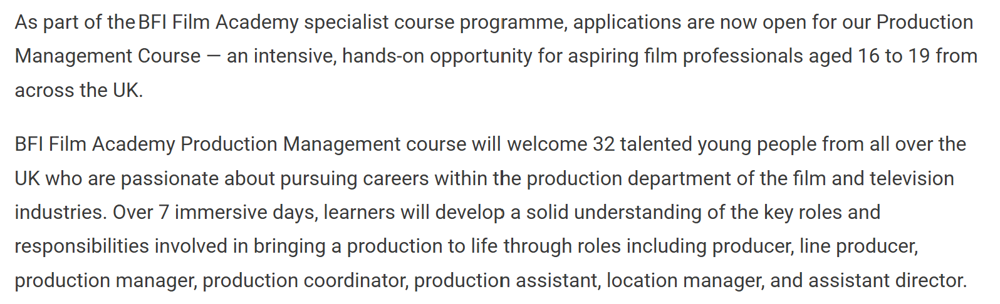 As part of the BFI Film Academy specialist course programme, applications are now open for our Production
Management Course — an intensive, hands-on opportunity for aspiring film professionals aged 16 to 19 from
across the UK.
BFI Film Academy Production Management course will welcome 32 talented young people from all over the
UK who are passionate about pursuing careers within the production department of the film and television
industries. Over 7 immersive days, learners will develop a solid understanding of the key roles and
responsibilities involved in bringing a production to life through roles including producer, line producer,
production manager, production coordinator, production assistant, location manager, and assistant director.